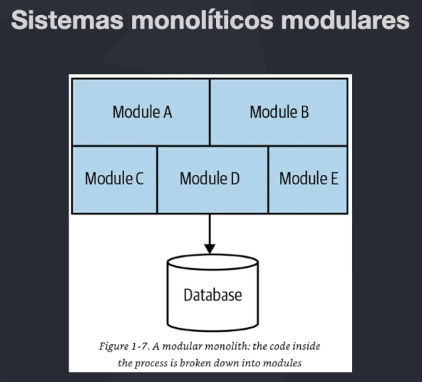 Sistemas monolíticos modulares
Module A
Module B
Module C
Module D
Module E
Database
Figure 1-7. A modular monolith: the code inside
the process is broken down into modules